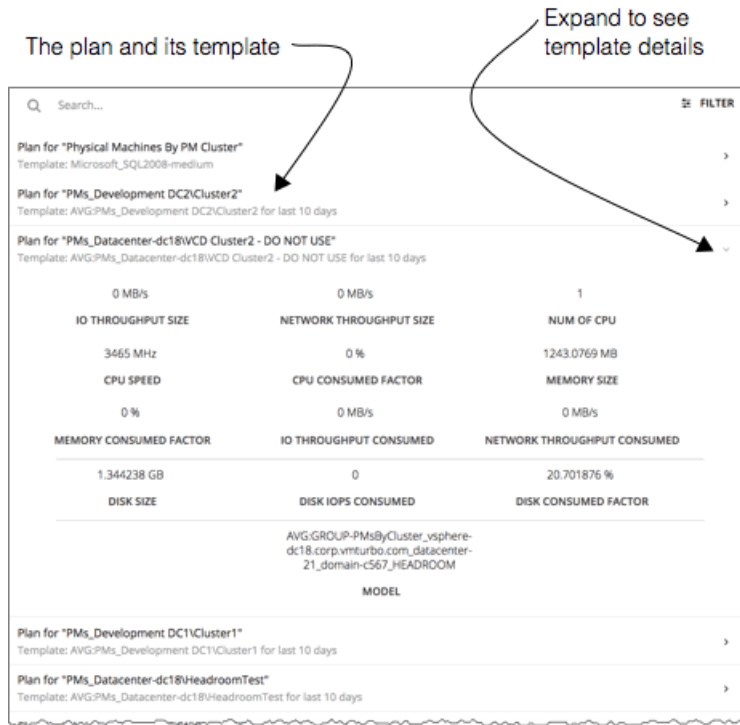 The plan and its template
Expand to see
template details
Search...
FILTER
Plan for "Physical Machines By PM Cluster"
Template: Microsoft_SQL2008-medium
Plan for "PMs_Development DC2\Cluster2"
Template: AVG:PMs_Development DC2\Cluster2 for last 10 days
Plan for "PMs_Datacenter-dc18\VCD Cluster2 - DO NOT USE"
Template: AVG:PMs_Datacenter-dc18\VCD Cluster2 - DO NOT USE for last 10 days
0 MB/s 0 MB/s 1
IO THROUGHPUT SIZE NETWORK THROUGHPUT SIZE NUM OF CPU
3465 MHz 0 % 1243.0769 MB
CPU SPEED CPU CONSUMED FACTOR MEMORY SIZE
0 % 0 MB/s 0 MB/s
MEMORY CONSUMED FACTOR IO THROUGHPUT CONSUMED NETWORK THROUGHPUT CONSUMED
1.344238 GB 0 20.701876 %
DISK SIZE DISK IOPS CONSUMED DISK CONSUMED FACTOR
AVG:GROUP-PMsByCluster_vsphere-
dc18.corp.vmturbo.com_datacenter-
21_domain-c567_HEADROOM
MODEL
Plan for "PMs_Development DC1\Cluster1"
Template: AVG:PMs_Development DC1\Cluster1 for last 10 days
Plan for "PMs_Datacenter-dc18\HeadroomTest"
Template: AVG:PMs_Datacenter-dc18\HeadroomTest for last 10 days